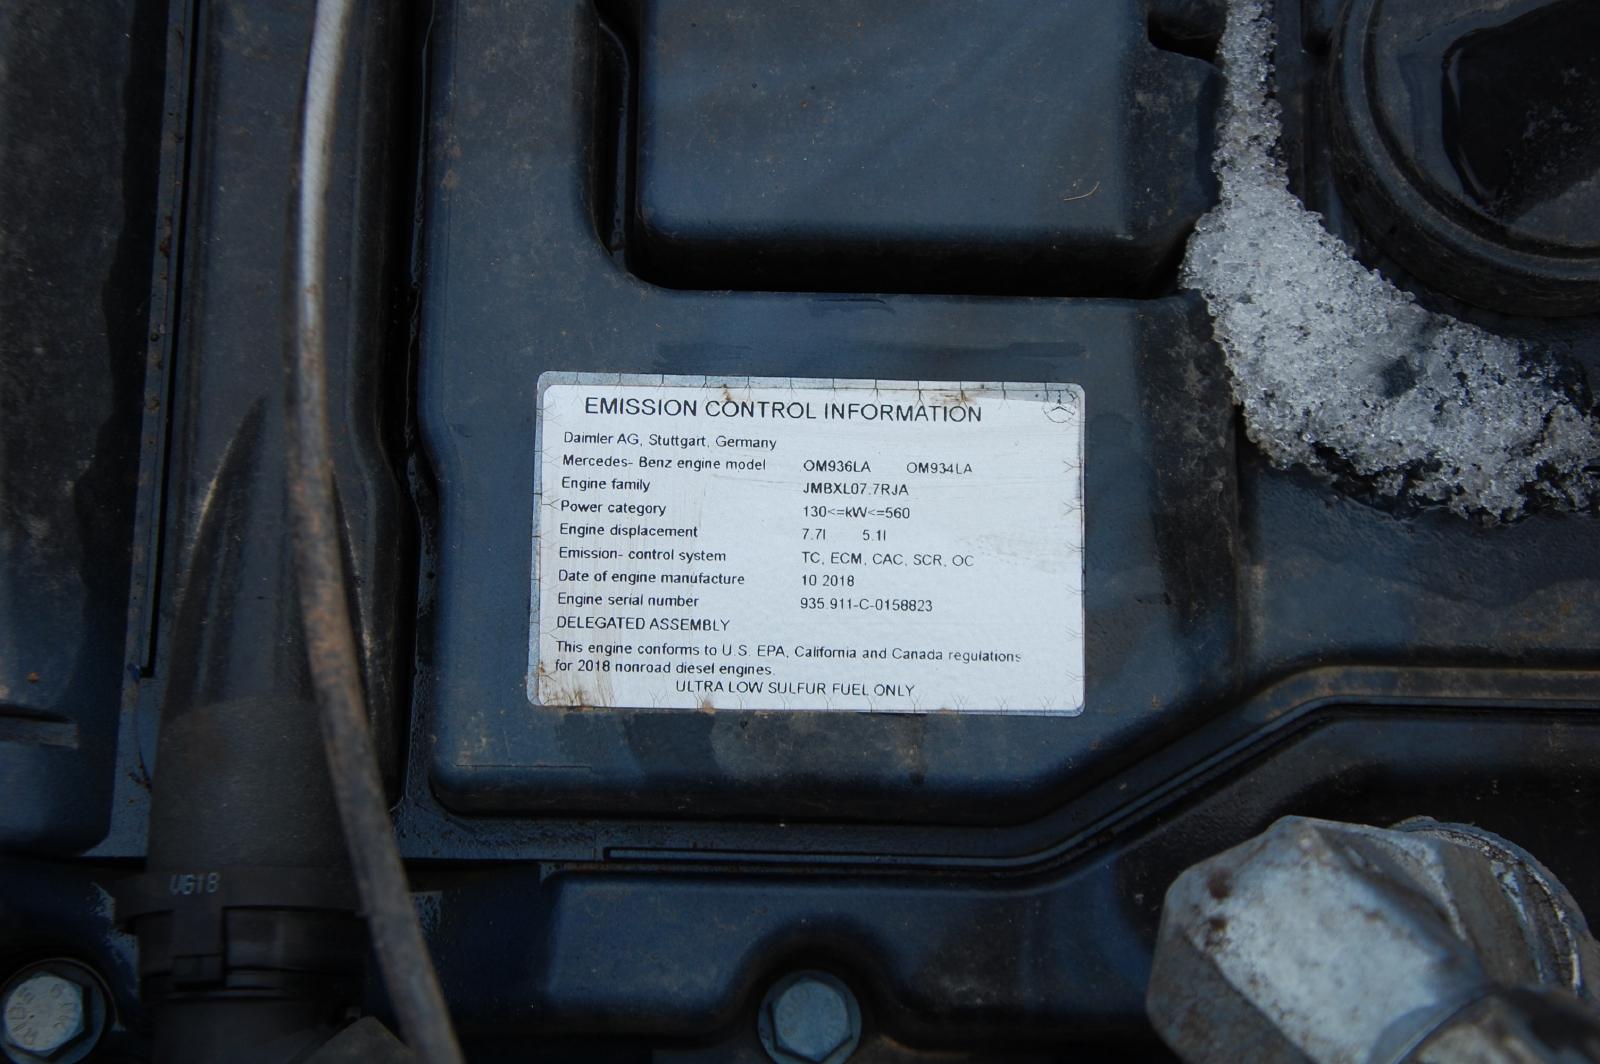 EMISSION CONTROL INFORMATION
Daimler AG, Stuttgart, Germany
Mercedes- Benz engine model OM936LA OM934LA
Engine family JMBXL07.7RJA
Power category 130<=kW<=560
Engine displacement 7.7l 5.1l
Emission- control system TC, ECM, CAC, SCR, OC
Date of engine manufacture 10 2018
Engine serial number 935.911-C-0158823
DELEGATED ASSEMBLY
This engine conforms to U.S. EPA, California and Canada regulations
for 2018 nonroad diesel engines.
ULTRA LOW SULFUR FUEL ONLY
VG18